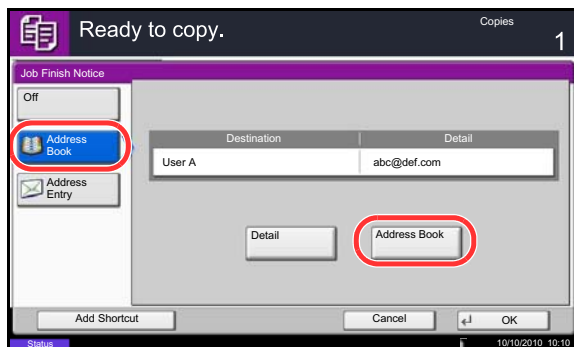 Ready to copy.
Copies
1
Job Finish Notice
Off
Address
Book
Address
Entry
Destination
Detail
User A
abc@def.com
Detail
Address Book
Add Shortcut
Cancel
OK
Status
10/10/2010 10:10